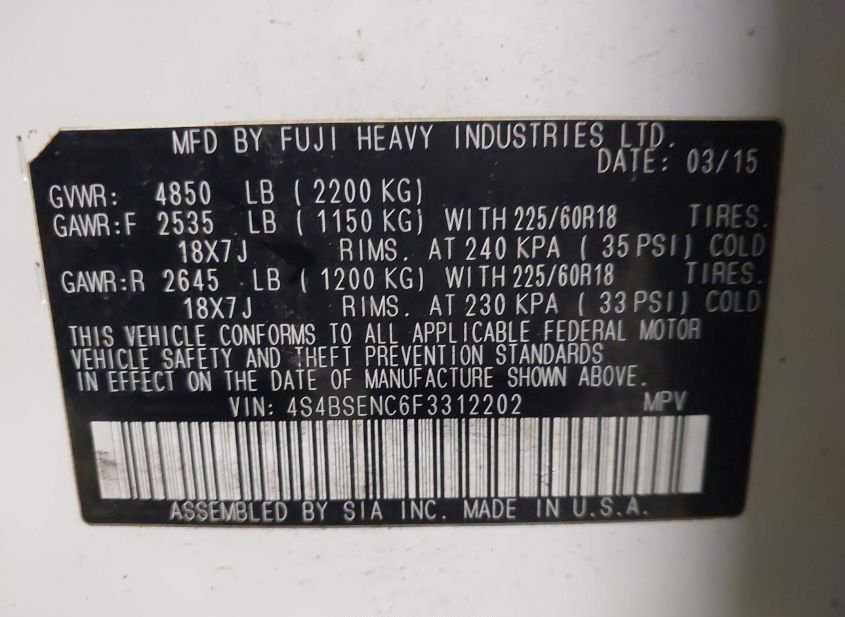 MFD BY FUJI HEAVY INDUSTRIES LTD.
DATE: 03/15
GVWR: 4850 LB ( 2200 KG)
GAWR:F 2535 LB ( 1150 KG) WITH 225/60R18 TIRES.
18X7J RIMS. AT 240 KPA ( 35 PSI) COLD
GAWR:R 2645 LB ( 1200 KG) WITH 225/60R18 TIRES.
18X7J RIMS. AT 230 KPA ( 33 PSI) COLD
THIS VEHICLE CONFORMS TO ALL APPLICABLE FEDERAL MOTOR
VEHICLE SAFETY AND THEFT PREVENTION STANDARDS
IN EFFECT ON THE DATE OF MANUFACTURE SHOWN ABOVE.
VIN: 4S4BSENC6F3312202 MPV
ASSEMBLED BY SIA INC. MADE IN U.S.A.